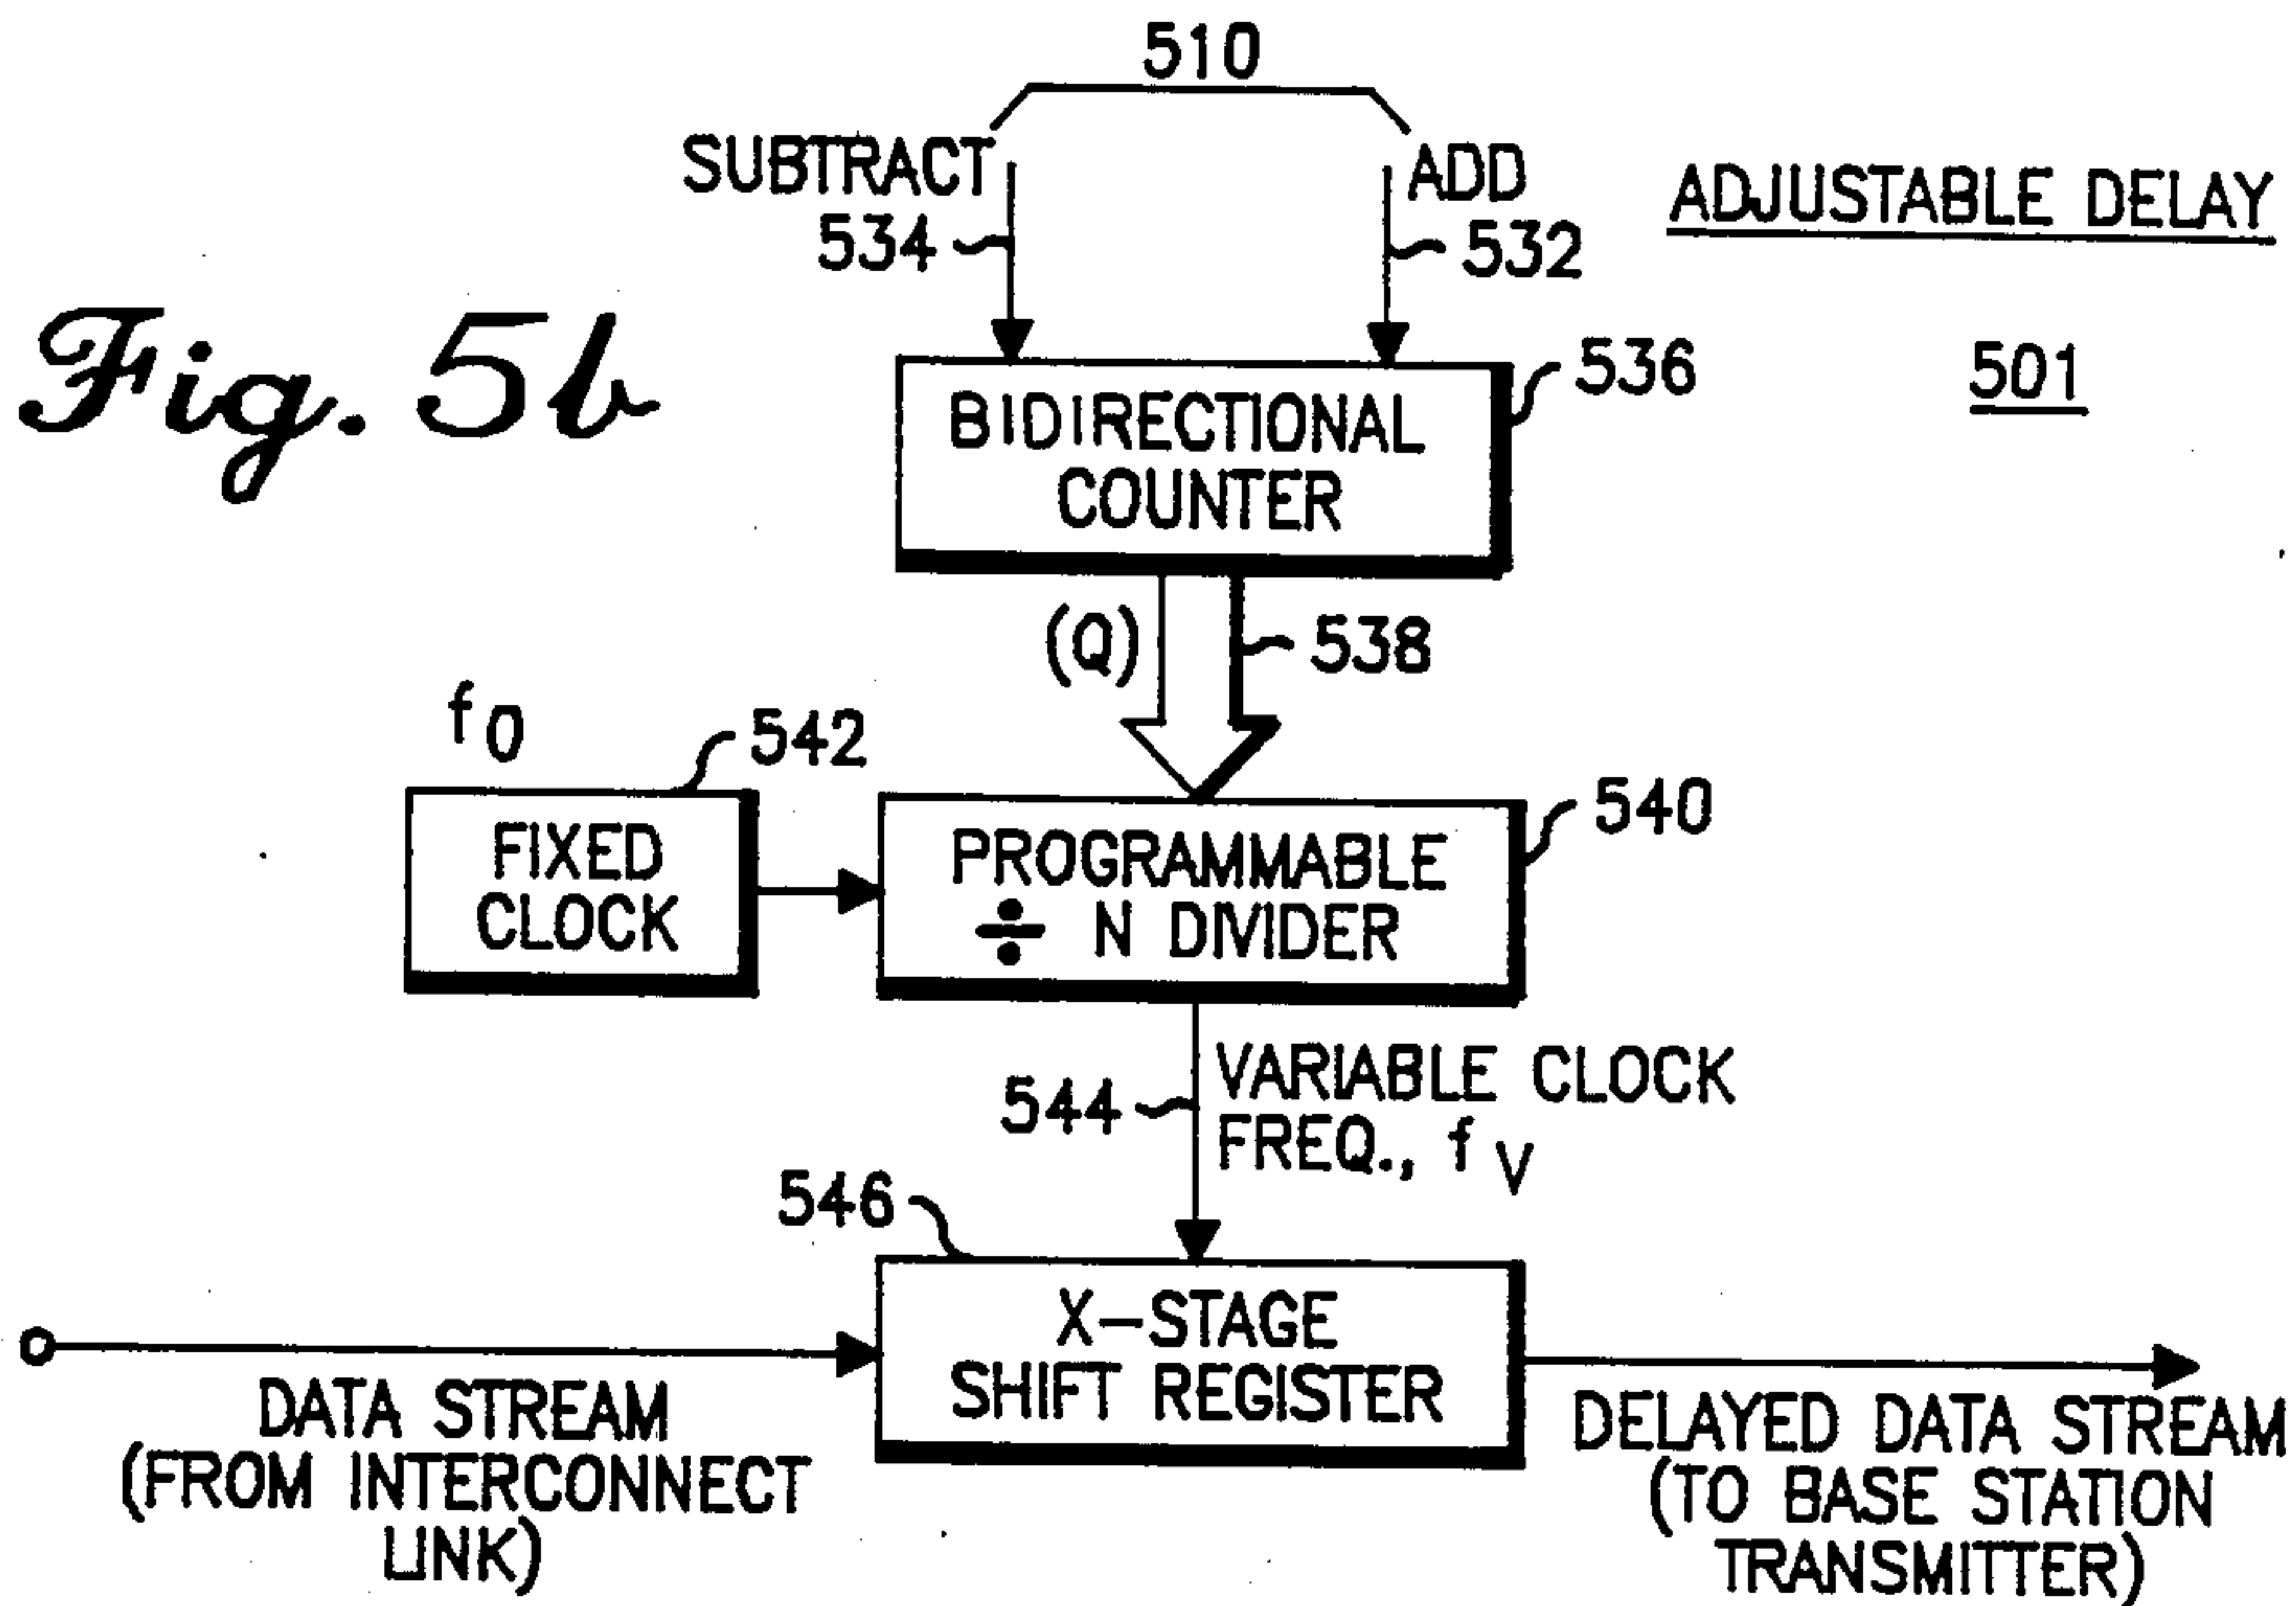 510
SUBTRACT
534
ADD
532
ADJUSTABLE DELAY
Fig. 5b
BIDIRECTIONAL
COUNTER
536
501
(Q)
538
f0
542
FIXED
CLOCK
PROGRAMMABLE
÷ N DIVIDER
540
544
VARIABLE CLOCK
FREQ., fV
546
X-STAGE
SHIFT REGISTER
DATA STREAM
(FROM INTERCONNECT
LINK)
DELAYED DATA STREAM
(TO BASE STATION
TRANSMITTER)